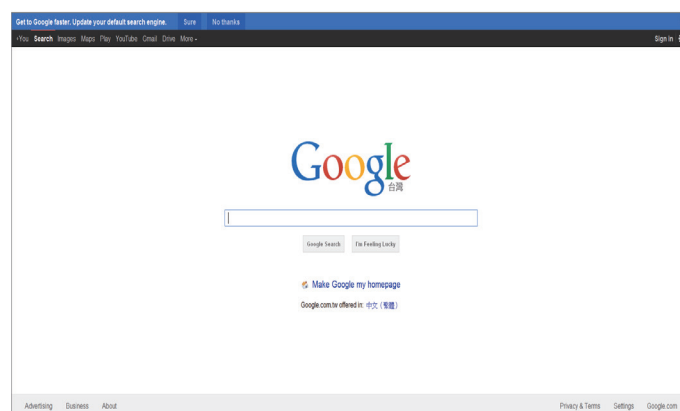 Get to Google faster. Update your default search engine. Sure No thanks
+You Search Images Maps Play YouTube Gmail Drive More Sign in
Google
台灣
Google Search I'm Feeling Lucky
Make Google my homepage
Google.com.tw offered in: 中文（繁體）
Advertising Business About Privacy & Terms Settings Google.com